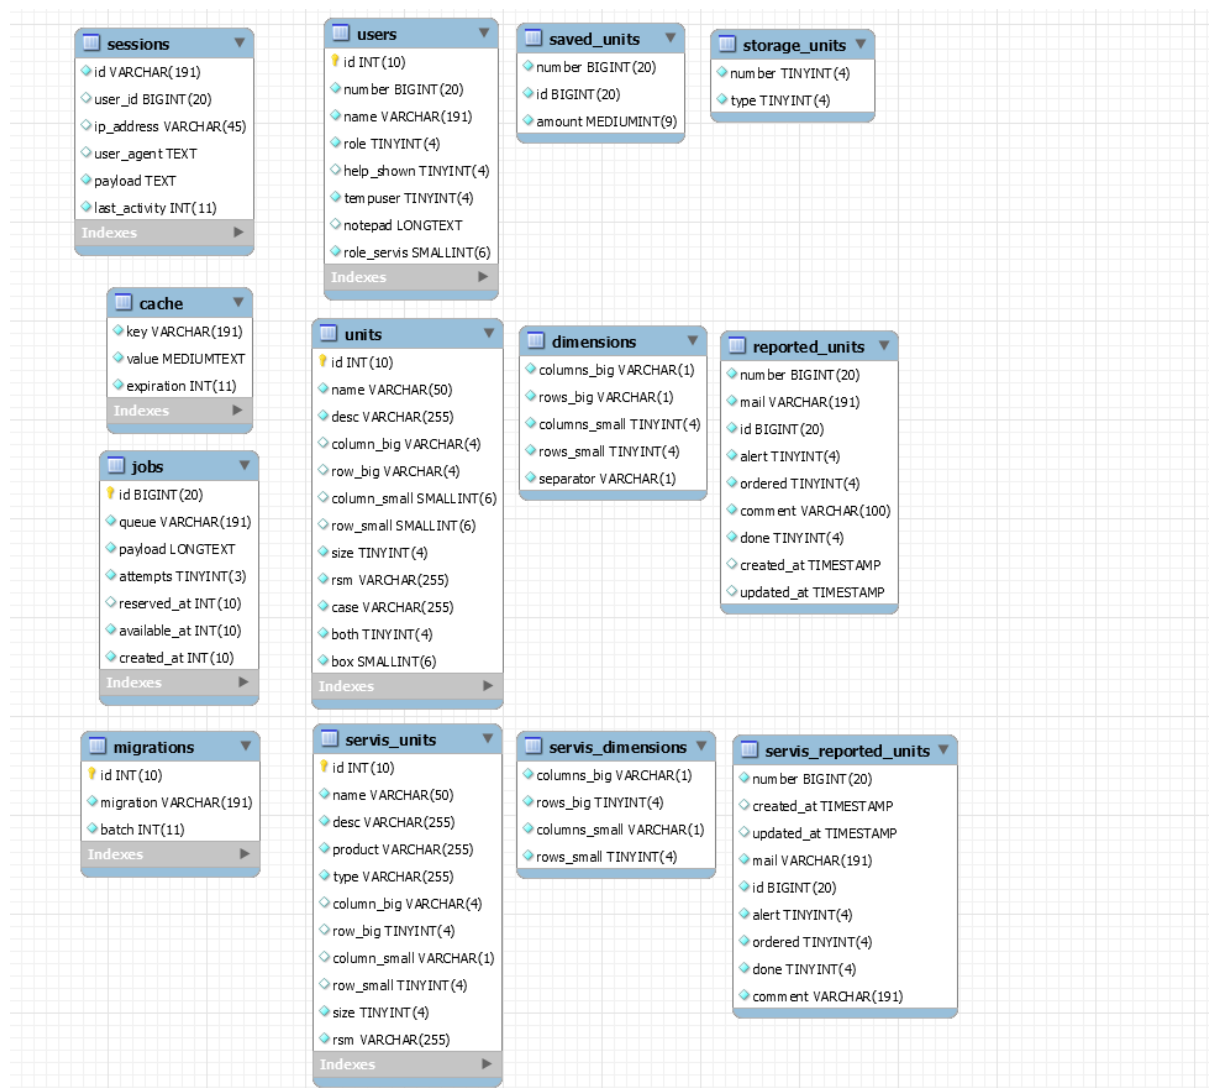 sessions
id VARCHAR(191)
user_id BIGINT(20)
ip_address VARCHAR(45)
user_agent TEXT
payload TEXT
last_activity INT(11)
Indexes
users
id INT(10)
number BIGINT(20)
name VARCHAR(191)
role TINYINT(4)
help_shown TINYINT(4)
tempuser TINYINT(4)
notepad LONGTEXT
role_servis SMALLINT(6)
Indexes
saved_units
number BIGINT(20)
id BIGINT(20)
amount MEDIUMINT(9)
storage_units
number TINYINT(4)
type TINYINT(4)
cache
key VARCHAR(191)
value MEDIUMTEXT
expiration INT(11)
Indexes
units
id INT(10)
name VARCHAR(50)
desc VARCHAR(255)
column_big VARCHAR(4)
row_big VARCHAR(4)
column_small SMALLINT(6)
row_small SMALLINT(6)
size TINYINT(4)
rsm VARCHAR(255)
case VARCHAR(255)
both TINYINT(4)
box SMALLINT(6)
Indexes
dimensions
columns_big VARCHAR(1)
rows_big VARCHAR(1)
columns_small TINYINT(4)
rows_small TINYINT(4)
separator VARCHAR(1)
reported_units
number BIGINT(20)
mail VARCHAR(191)
id BIGINT(20)
alert TINYINT(4)
ordered TINYINT(4)
comment VARCHAR(100)
done TINYINT(4)
created_at TIMESTAMP
updated_at TIMESTAMP
jobs
id BIGINT(20)
queue VARCHAR(191)
payload LONGTEXT
attempts TINYINT(3)
reserved_at INT(10)
available_at INT(10)
created_at INT(10)
Indexes
migrations
id INT(10)
migration VARCHAR(191)
batch INT(11)
Indexes
servis_units
id INT(10)
name VARCHAR(50)
desc VARCHAR(255)
product VARCHAR(255)
type VARCHAR(255)
column_big VARCHAR(4)
row_big TINYINT(4)
column_small VARCHAR(1)
row_small TINYINT(4)
size TINYINT(4)
rsm VARCHAR(255)
Indexes
servis_dimensions
columns_big VARCHAR(1)
rows_big TINYINT(4)
columns_small VARCHAR(1)
rows_small TINYINT(4)
servis_reported_units
number BIGINT(20)
created_at TIMESTAMP
updated_at TIMESTAMP
mail VARCHAR(191)
id BIGINT(20)
alert TINYINT(4)
ordered TINYINT(4)
done TINYINT(4)
comment VARCHAR(191)